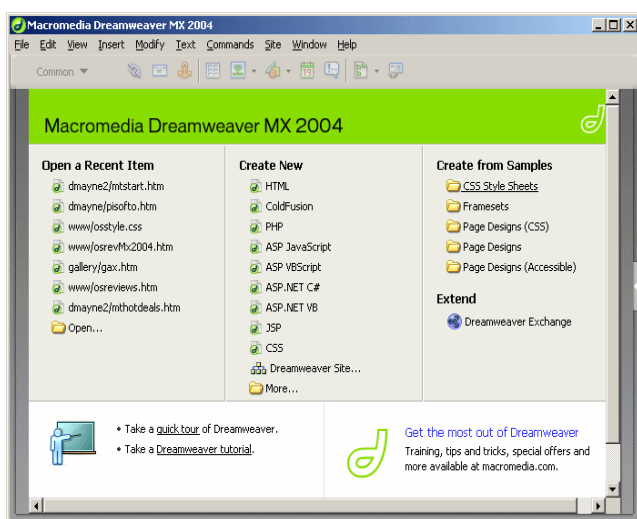 Macromedia Dreamweaver MX 2004
File Edit View Insert Modify Text Commands Site Window Help
Common
Macromedia Dreamweaver MX 2004
Open a Recent Item
dmayne2/mtstart.htm
dmayne/pisofto.htm
www/osstyle.css
www/osrevMx2004.htm
gallery/gax.htm
www/osreviews.htm
dmayne2/mthotdeals.htm
Open...
Create New
HTML
ColdFusion
PHP
ASP JavaScript
ASP VBScript
ASP.NET C#
ASP.NET VB
JSP
CSS
Dreamweaver Site...
More...
Create from Samples
CSS Style Sheets
Framesets
Page Designs (CSS)
Page Designs
Page Designs (Accessible)
Extend
Dreamweaver Exchange
• Take a quick tour of Dreamweaver.
• Take a Dreamweaver tutorial.
Get the most out of Dreamweaver
Training, tips and tricks, special offers and
more available at macromedia.com.